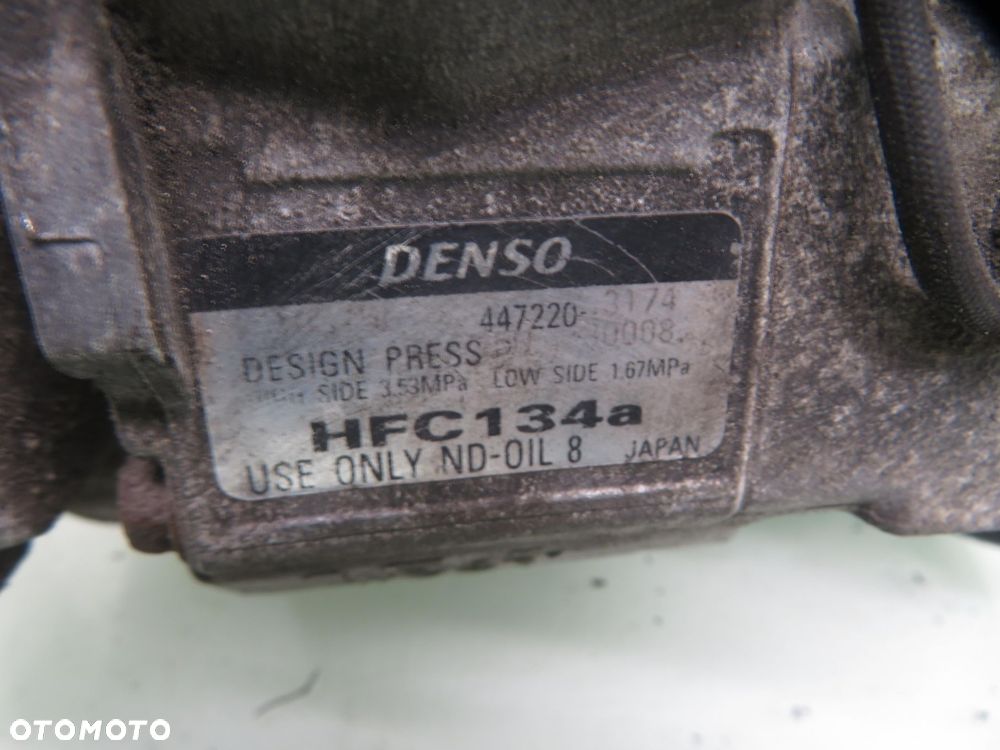 DENSO
447220-3174
DESIGN PRESS
HIGH SIDE 3.53MPa LOW SIDE 1.67MPa
HFC134a
USE ONLY ND-OIL 8 JAPAN
OTOMOTO